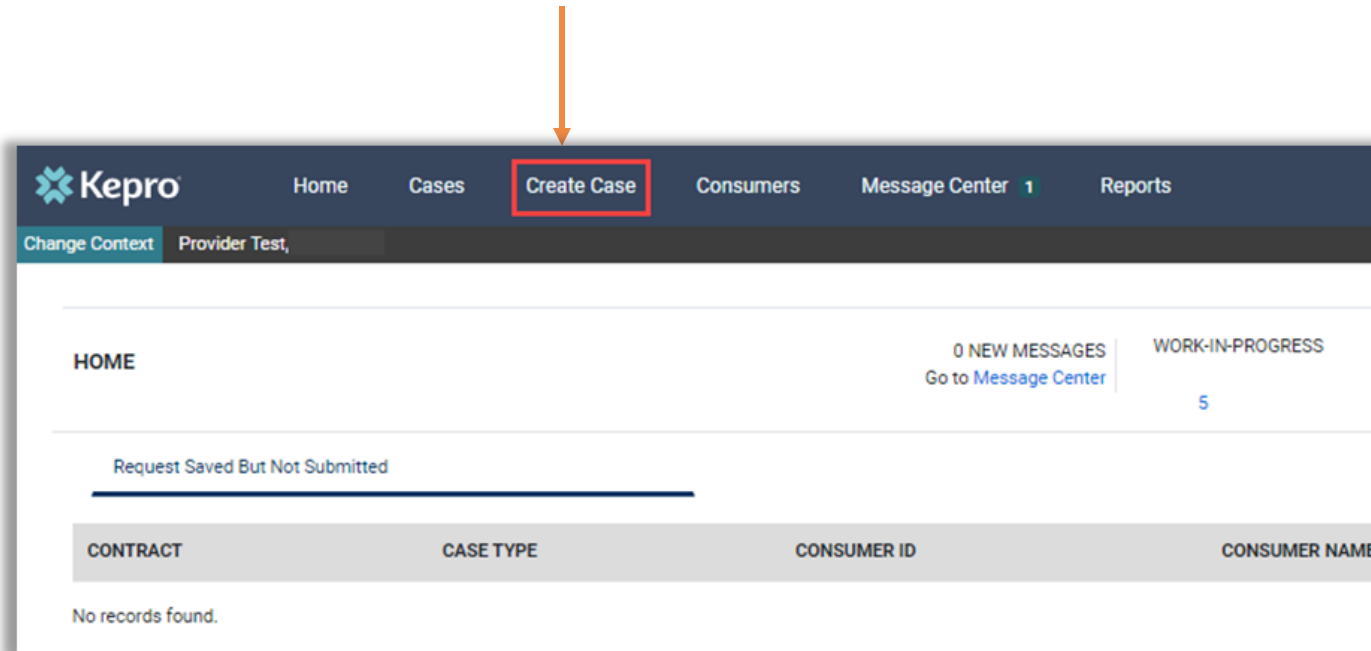 Kepro Home Cases Create Case Consumers Message Center 1 Reports
Change Context Provider Test,
HOME
0 NEW MESSAGES
Go to Message Center
WORK-IN-PROGRESS
5
Request Saved But Not Submitted
CONTRACT CASE TYPE CONSUMER ID CONSUMER NAME
No records found.